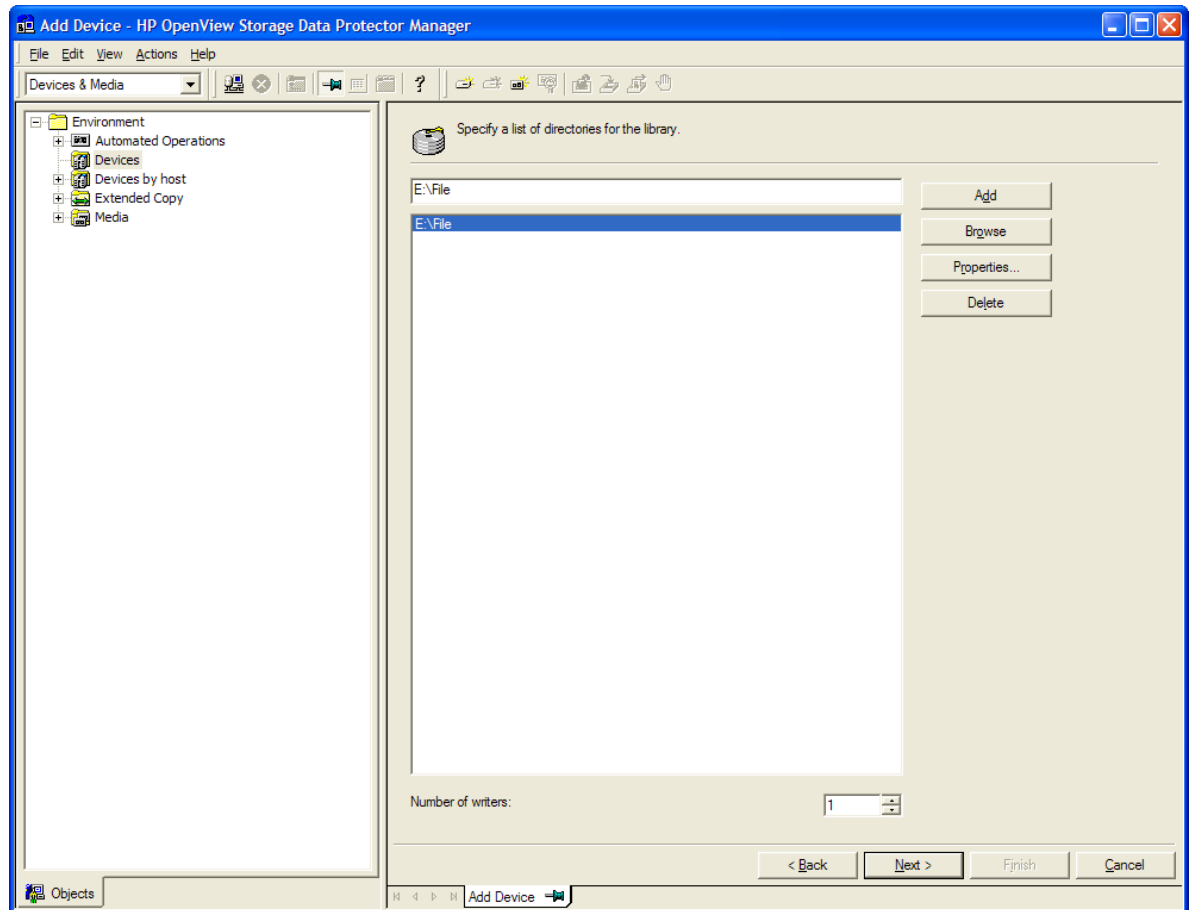 Add Device - HP OpenView Storage Data Protector Manager
File Edit View Actions Help
Devices & Media
Environment
Automated Operations
Devices
Devices by host
Extended Copy
Media
Objects
Specify a list of directories for the library.
E:\File
Add
E:\File
Browse
Properties...
Delete
Number of writers:
1
< Back Next > Finish Cancel
Add Device